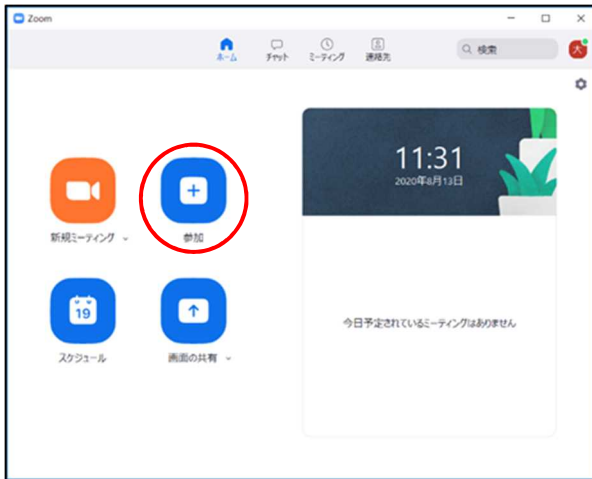 Zoom
ホーム
チャット
ミーティング
連絡先
検索
大
11:31
2020年8月13日
新規ミーティング
参加
19
スケジュール
画面の共有
今日予定されているミーティングはありません